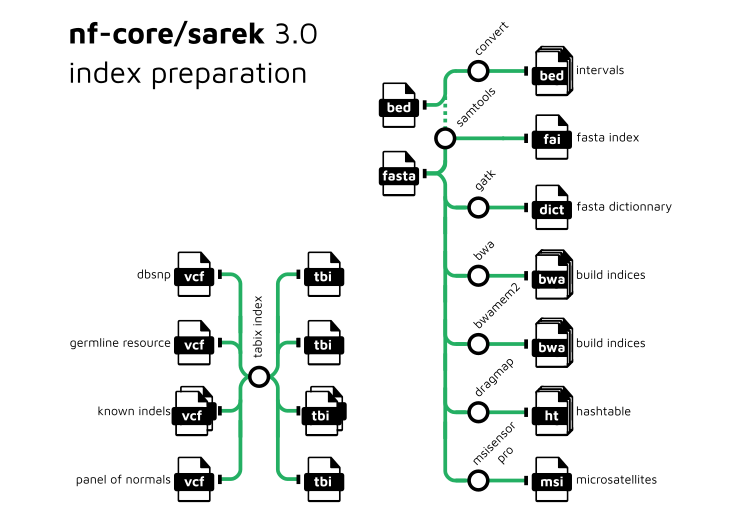 nf-core/sarek 3.0
index preparation
convert
bed
bed intervals
samtools
fai fasta index
fasta
gatk
dict fasta dictionnary
bwa
bwa build indices
bwamem2
bwa build indices
dragmap
ht hashtable
msisensor
pro
msi microsatellites
dbsnp vcf
tbi
germline resource vcf
tbi
tabix index
known indels vcf
tbi
panel of normals vcf
tbi